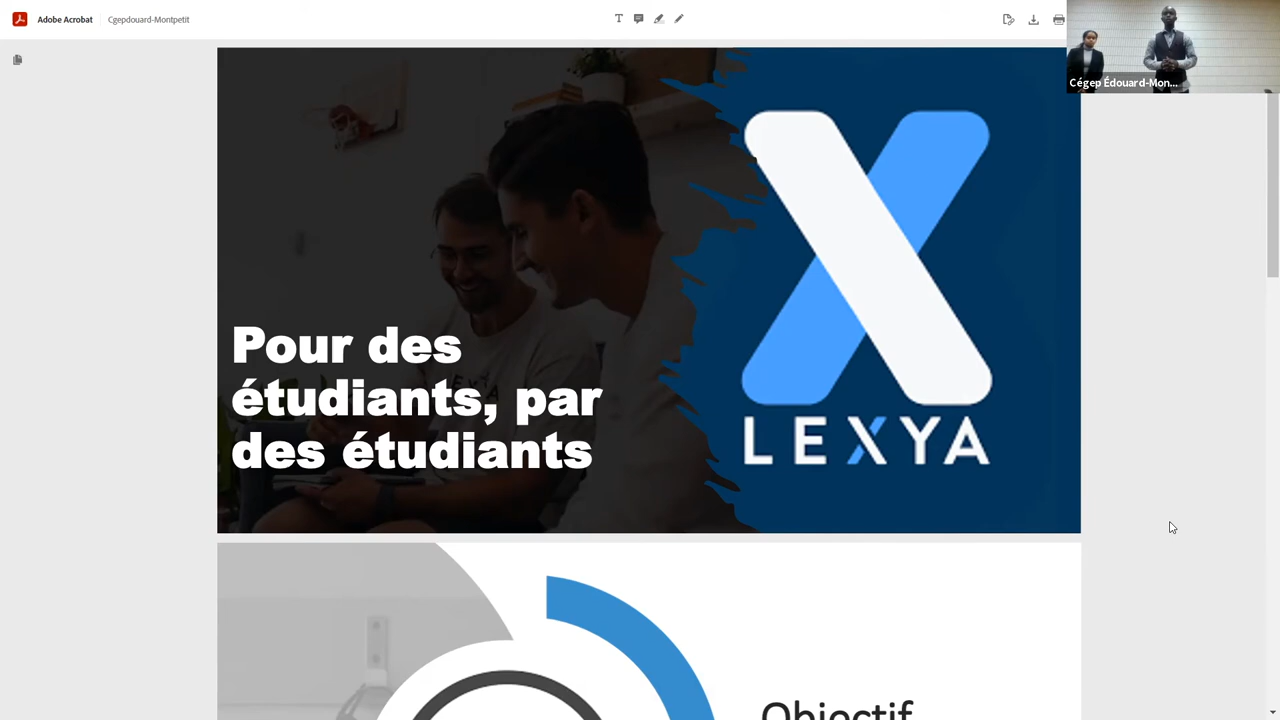 Adobe Acrobat
Cgepdouard-Montpetit
T
Cégep Édouard-Mon...
X
LEXYA
Pour des
étudiants, par
des étudiants
Objectif